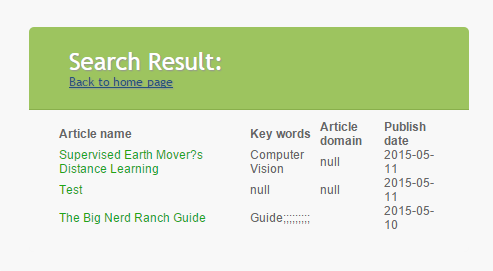 Search Result:
Back to home page
Article name Key words Article domain Publish date
Supervised Earth Mover?s Distance Learning Computer Vision null 2015-05-11
Test null null 2015-05-11
The Big Nerd Ranch Guide Guide;;;;;;;;; 2015-05-10